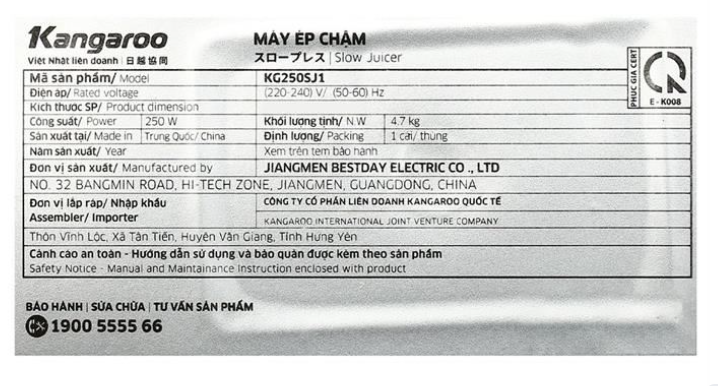 Kangaroo
Việt Nhật liên doanh | 日越協同
MÁY ÉP CHẬM
スロープレス | Slow Juicer
PHUC GIA CERT
E - K008
Mã sản phẩm/ Model KG250SJ1
Điện áp/ Rated voltage (220-240) V/ (50-60) Hz
Kích thước SP/ Product dimension
Công suất/ Power 250 W Khối lượng tịnh/ N.W 4.7 kg
Sản xuất tại/ Made in Trung Quốc/ China Định lượng/ Packing 1 cái/ thùng
Năm sản xuất/ Year Xem trên tem bảo hành
Đơn vị sản xuất/ Manufactured by JIANGMEN BESTDAY ELECTRIC CO ., LTD
NO. 32 BANGMIN ROAD, HI-TECH ZONE, JIANGMEN, GUANGDONG, CHINA
Đơn vị lắp ráp/ Nhập khẩu CÔNG TY CỔ PHẦN LIÊN DOANH KANGAROO QUỐC TẾ
Assembler/ Importer KANGAROO INTERNATIONAL JOINT VENTURE COMPANY
Thôn Vĩnh Lộc, Xã Tân Tiến, Huyện Văn Giang, Tỉnh Hưng Yên
Cảnh cáo an toàn - Hướng dẫn sử dụng và bảo quản được kèm theo sản phẩm
Safety Notice - Manual and Maintainance Instruction enclosed with product
BẢO HÀNH | SỬA CHỮA | TƯ VẤN SẢN PHẨM
1900 5555 66